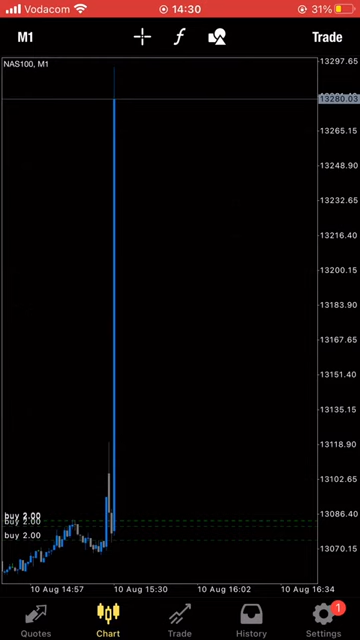 Vodacom 14:30 31%
M1 f Trade
NAS100, M1
13297.65
13280.03
13265.15
13248.95
13232.65
13216.40
13200.15
13183.90
13167.65
13151.40
13135.15
13118.90
13102.65
13086.40
buy 2.00
buy 2.00
buy 2.00
13070.15
10 Aug 14:57 10 Aug 15:30 10 Aug 16:02 10 Aug 16:34
1
Quotes Chart Trade History Settings